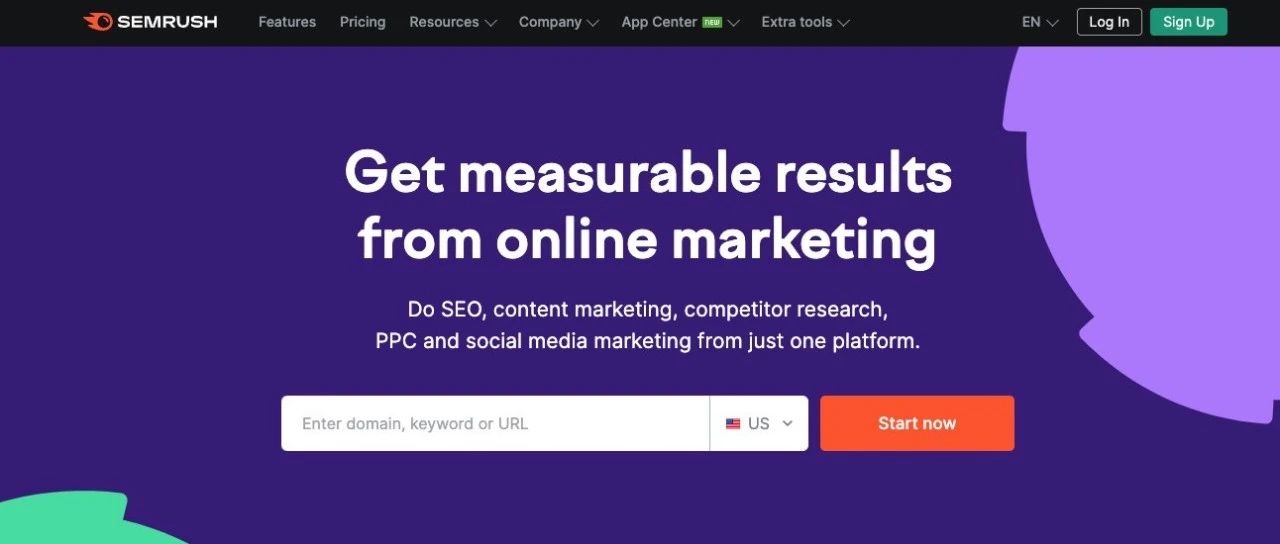 SEMRUSH Features Pricing Resources Company App Center NEW Extra tools EN Log In Sign Up
Get measurable results
from online marketing
Do SEO, content marketing, competitor research,
PPC and social media marketing from just one platform.
Enter domain, keyword or URL US Start now